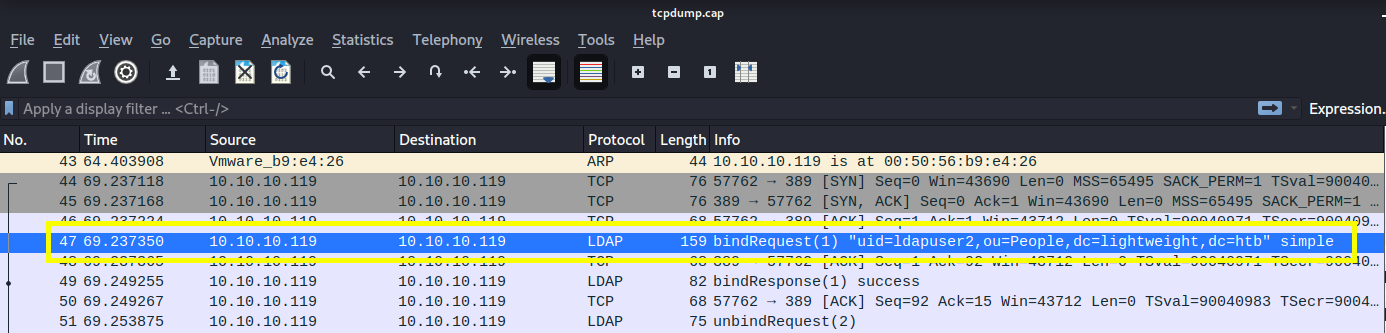 tcpdump.cap
File Edit View Go Capture Analyze Statistics Telephony Wireless Tools Help
Apply a display filter … <Ctrl-/> Expression.
No. Time Source Destination Protocol Length Info
43 64.403908 Vmware_b9:e4:26 ARP 44 10.10.10.119 is at 00:50:56:b9:e4:26
44 69.237118 10.10.10.119 10.10.10.119 TCP 76 57762 → 389 [SYN] Seq=0 Win=43690 Len=0 MSS=65495 SACK_PERM=1 TSval=90040…
45 69.237168 10.10.10.119 10.10.10.119 TCP 76 389 → 57762 [SYN, ACK] Seq=0 Ack=1 Win=43690 Len=0 MSS=65495 SACK_PERM=1 …
46 69.237224 10.10.10.119 10.10.10.119 TCP 68 57762 → 389 [ACK] Seq=1 Ack=1 Win=43712 Len=0 TSval=90040971 TSecr=900409…
47 69.237350 10.10.10.119 10.10.10.119 LDAP 159 bindRequest(1) "uid=ldapuser2,ou=People,dc=lightweight,dc=htb" simple
48 10.10.10.119 10.10.10.119 TCP 68 389 → 57762 [ACK] Seq=1 Ack=92 Win=43712 Len=0 TSval=90040971 TSecr=90040…
49 69.249255 10.10.10.119 10.10.10.119 LDAP 82 bindResponse(1) success
50 69.249267 10.10.10.119 10.10.10.119 TCP 68 57762 → 389 [ACK] Seq=92 Ack=15 Win=43712 Len=0 TSval=90040983 TSecr=9004…
51 69.253875 10.10.10.119 10.10.10.119 LDAP 75 unbindRequest(2)